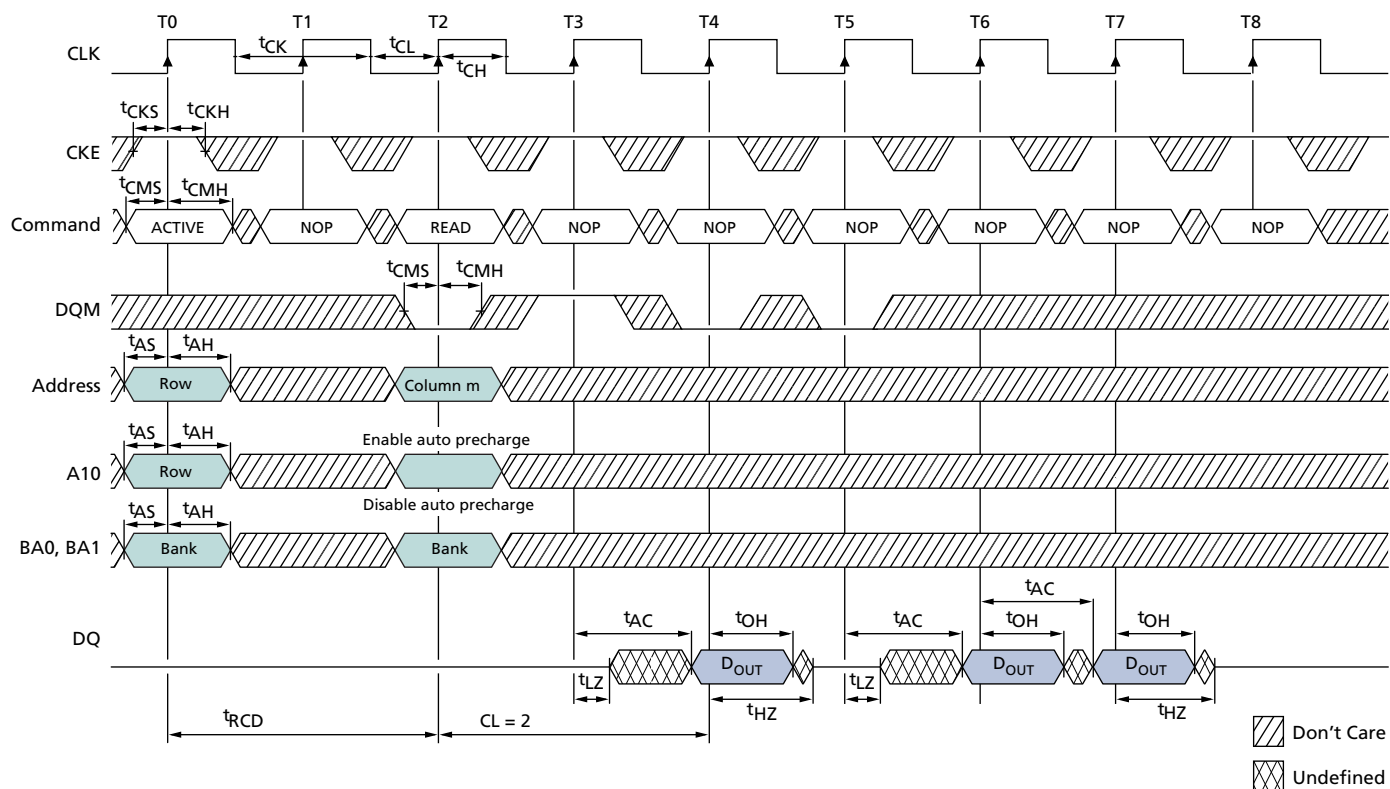 T0 T1 T2 T3 T4 T5 T6 T7 T8
CLK
tCK tCL
tCH
tCKS tCKH
CKE
tCMS tCMH
Command ACTIVE NOP READ NOP NOP NOP NOP NOP NOP
tCMS tCMH
DQM
tAS tAH
Address Row Column m
tAS tAH Enable auto precharge
A10 Row
Disable auto precharge
tAS tAH
BA0, BA1 Bank Bank
tAC
tAC tOH tAC tOH tOH
DQ
DOUT DOUT DOUT
tLZ tLZ
tHZ tHZ
tRCD CL = 2
Don't Care
Undefined